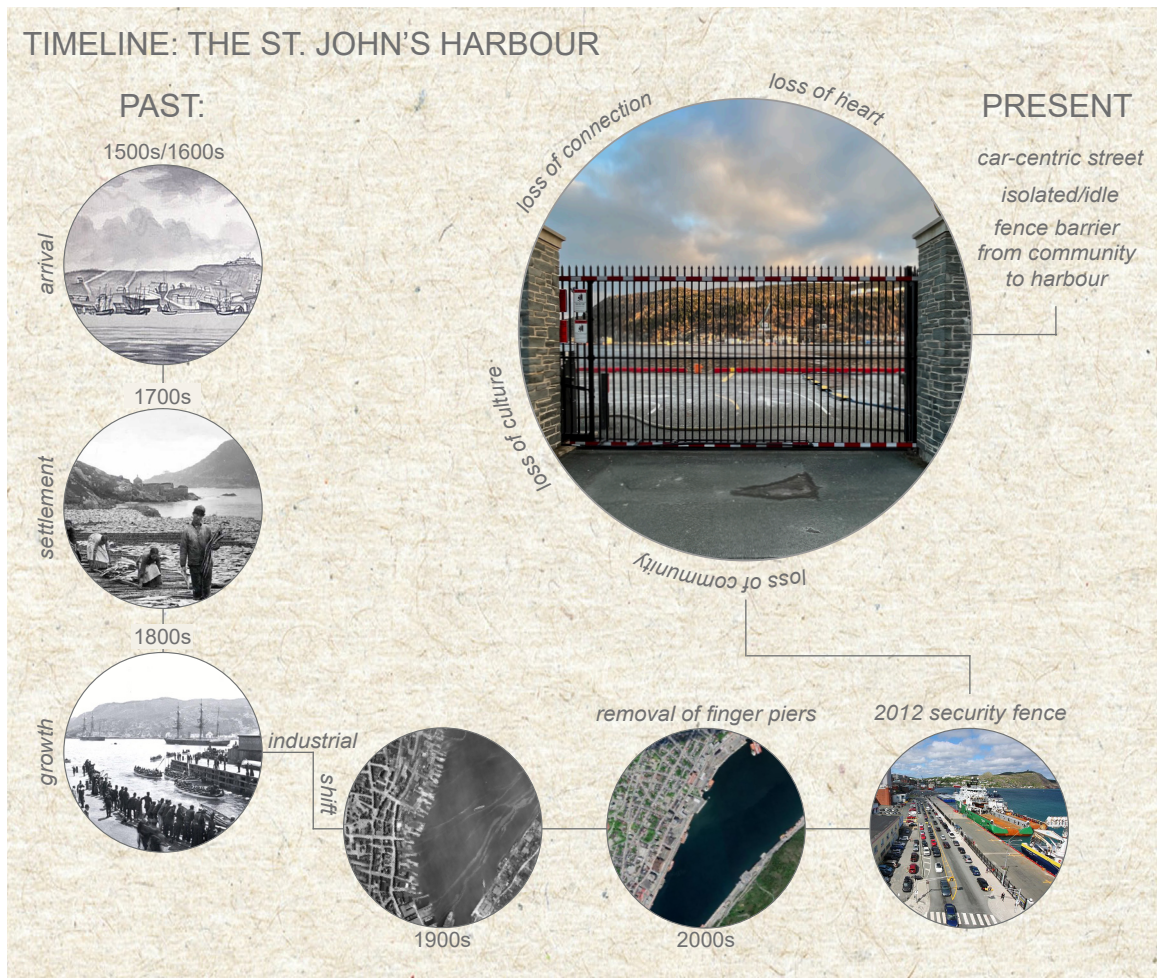 TIMELINE: THE ST. JOHN'S HARBOUR
PAST:
1500s/1600s
arrival
1700s
settlement
1800s
growth
industrial
shift
1900s
removal of finger piers
2000s
2012 security fence
loss of community
loss of culture
loss of connection
loss of heart
PRESENT
car-centric street
isolated/idle
fence barrier
from community
to harbour